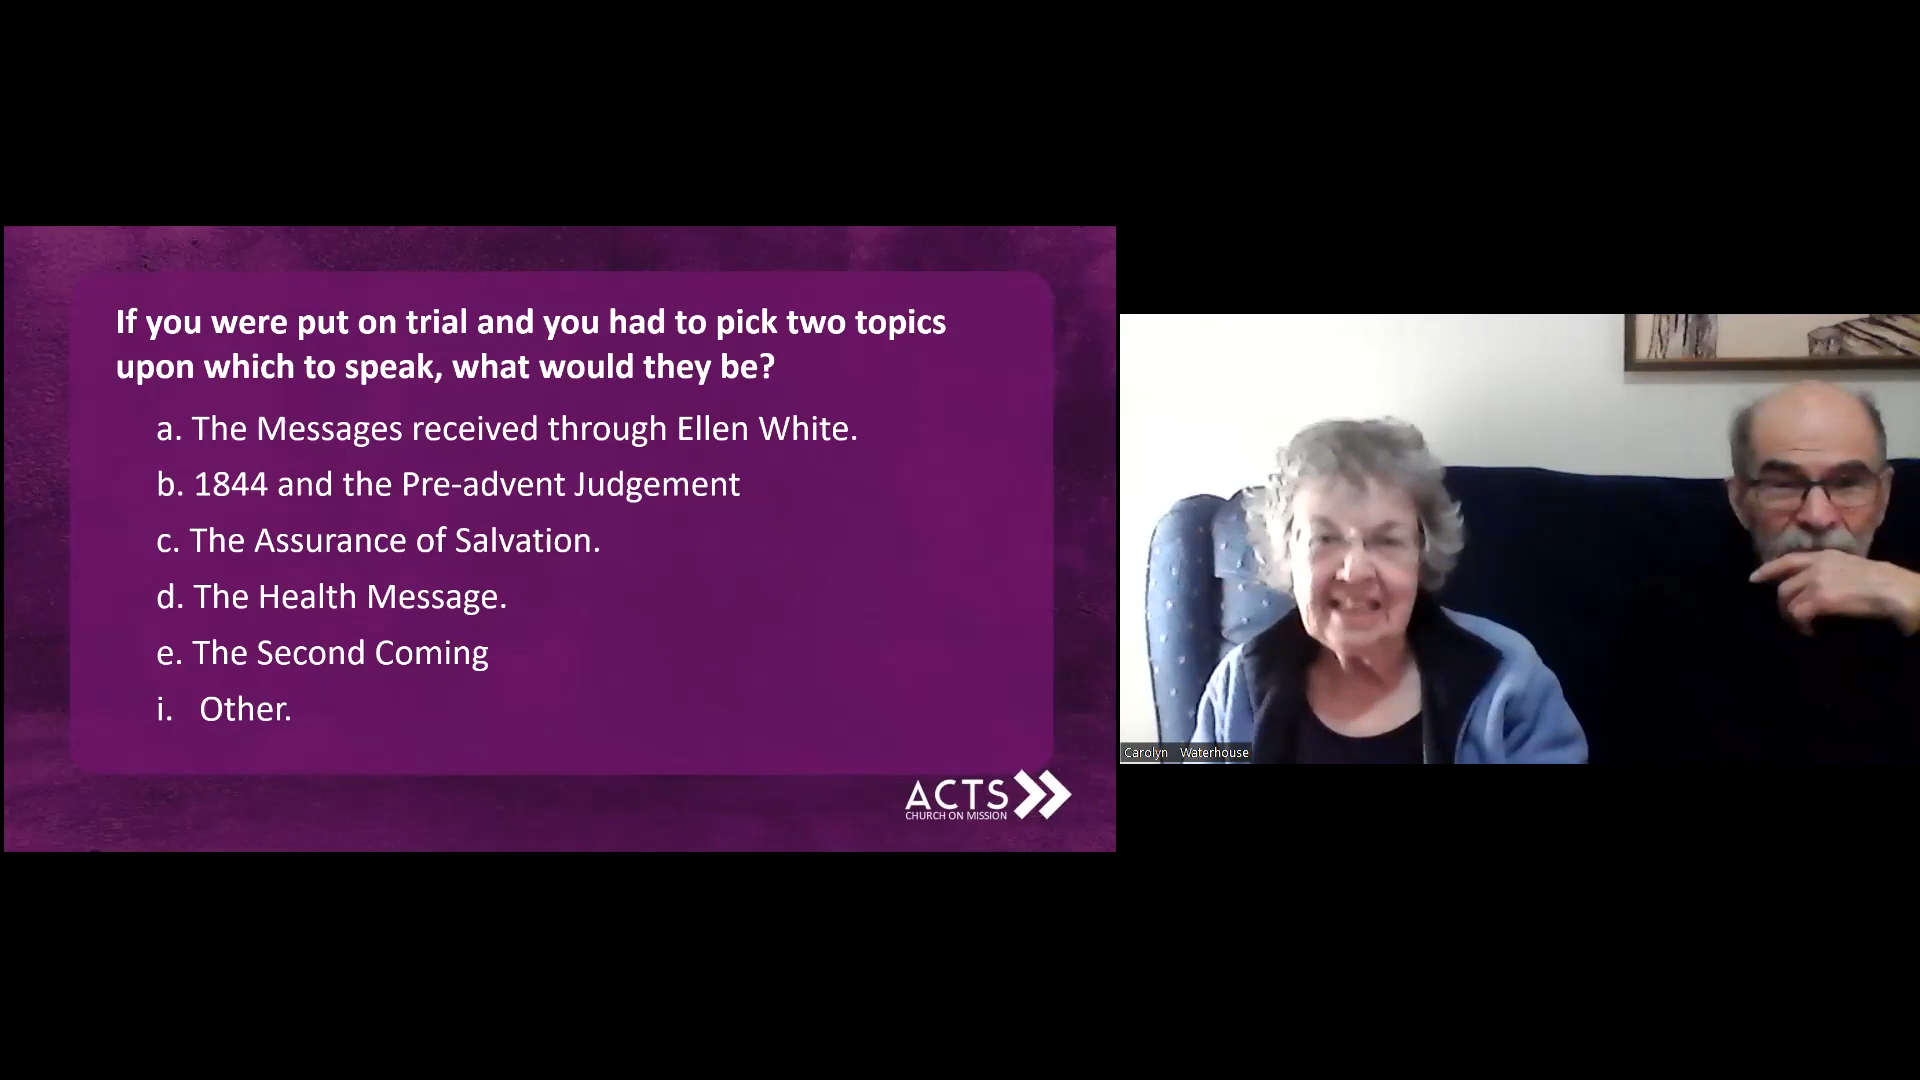 If you were put on trial and you had to pick two topics
upon which to speak, what would they be?
a. The Messages received through Ellen White.
b. 1844 and the Pre-advent Judgement
c. The Assurance of Salvation.
d. The Health Message.
e. The Second Coming
i. Other.
ACTS
CHURCH ON MISSION
Carolyn Waterhouse